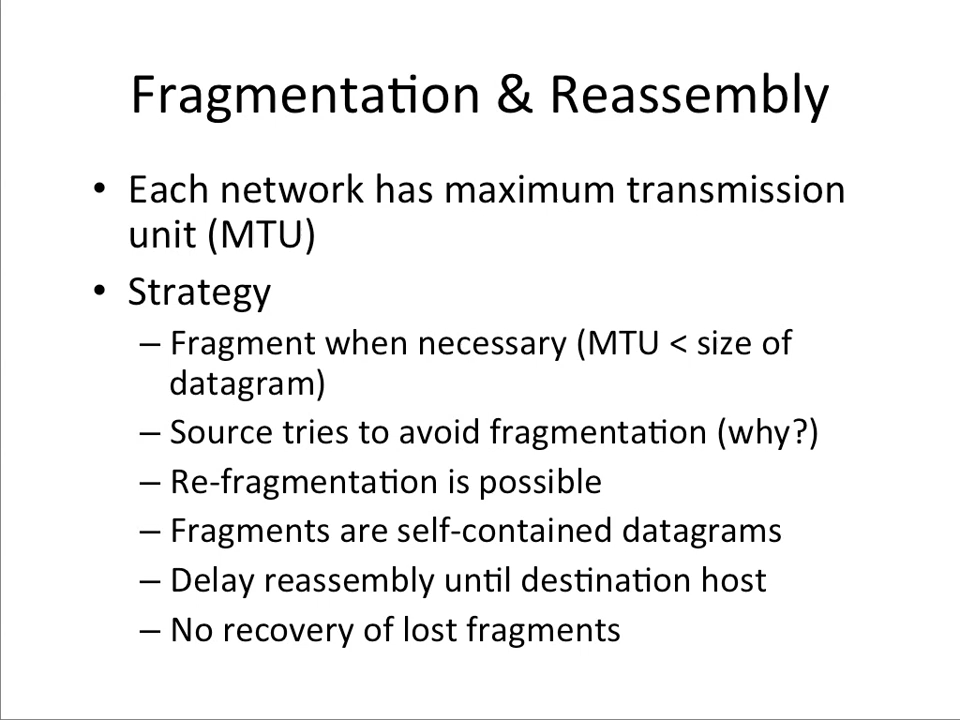 Fragmentation & Reassembly
• Each network has maximum transmission
unit (MTU)
• Strategy
– Fragment when necessary (MTU < size of
datagram)
– Source tries to avoid fragmentation (why?)
– Re-fragmentation is possible
– Fragments are self-contained datagrams
– Delay reassembly until destination host
– No recovery of lost fragments